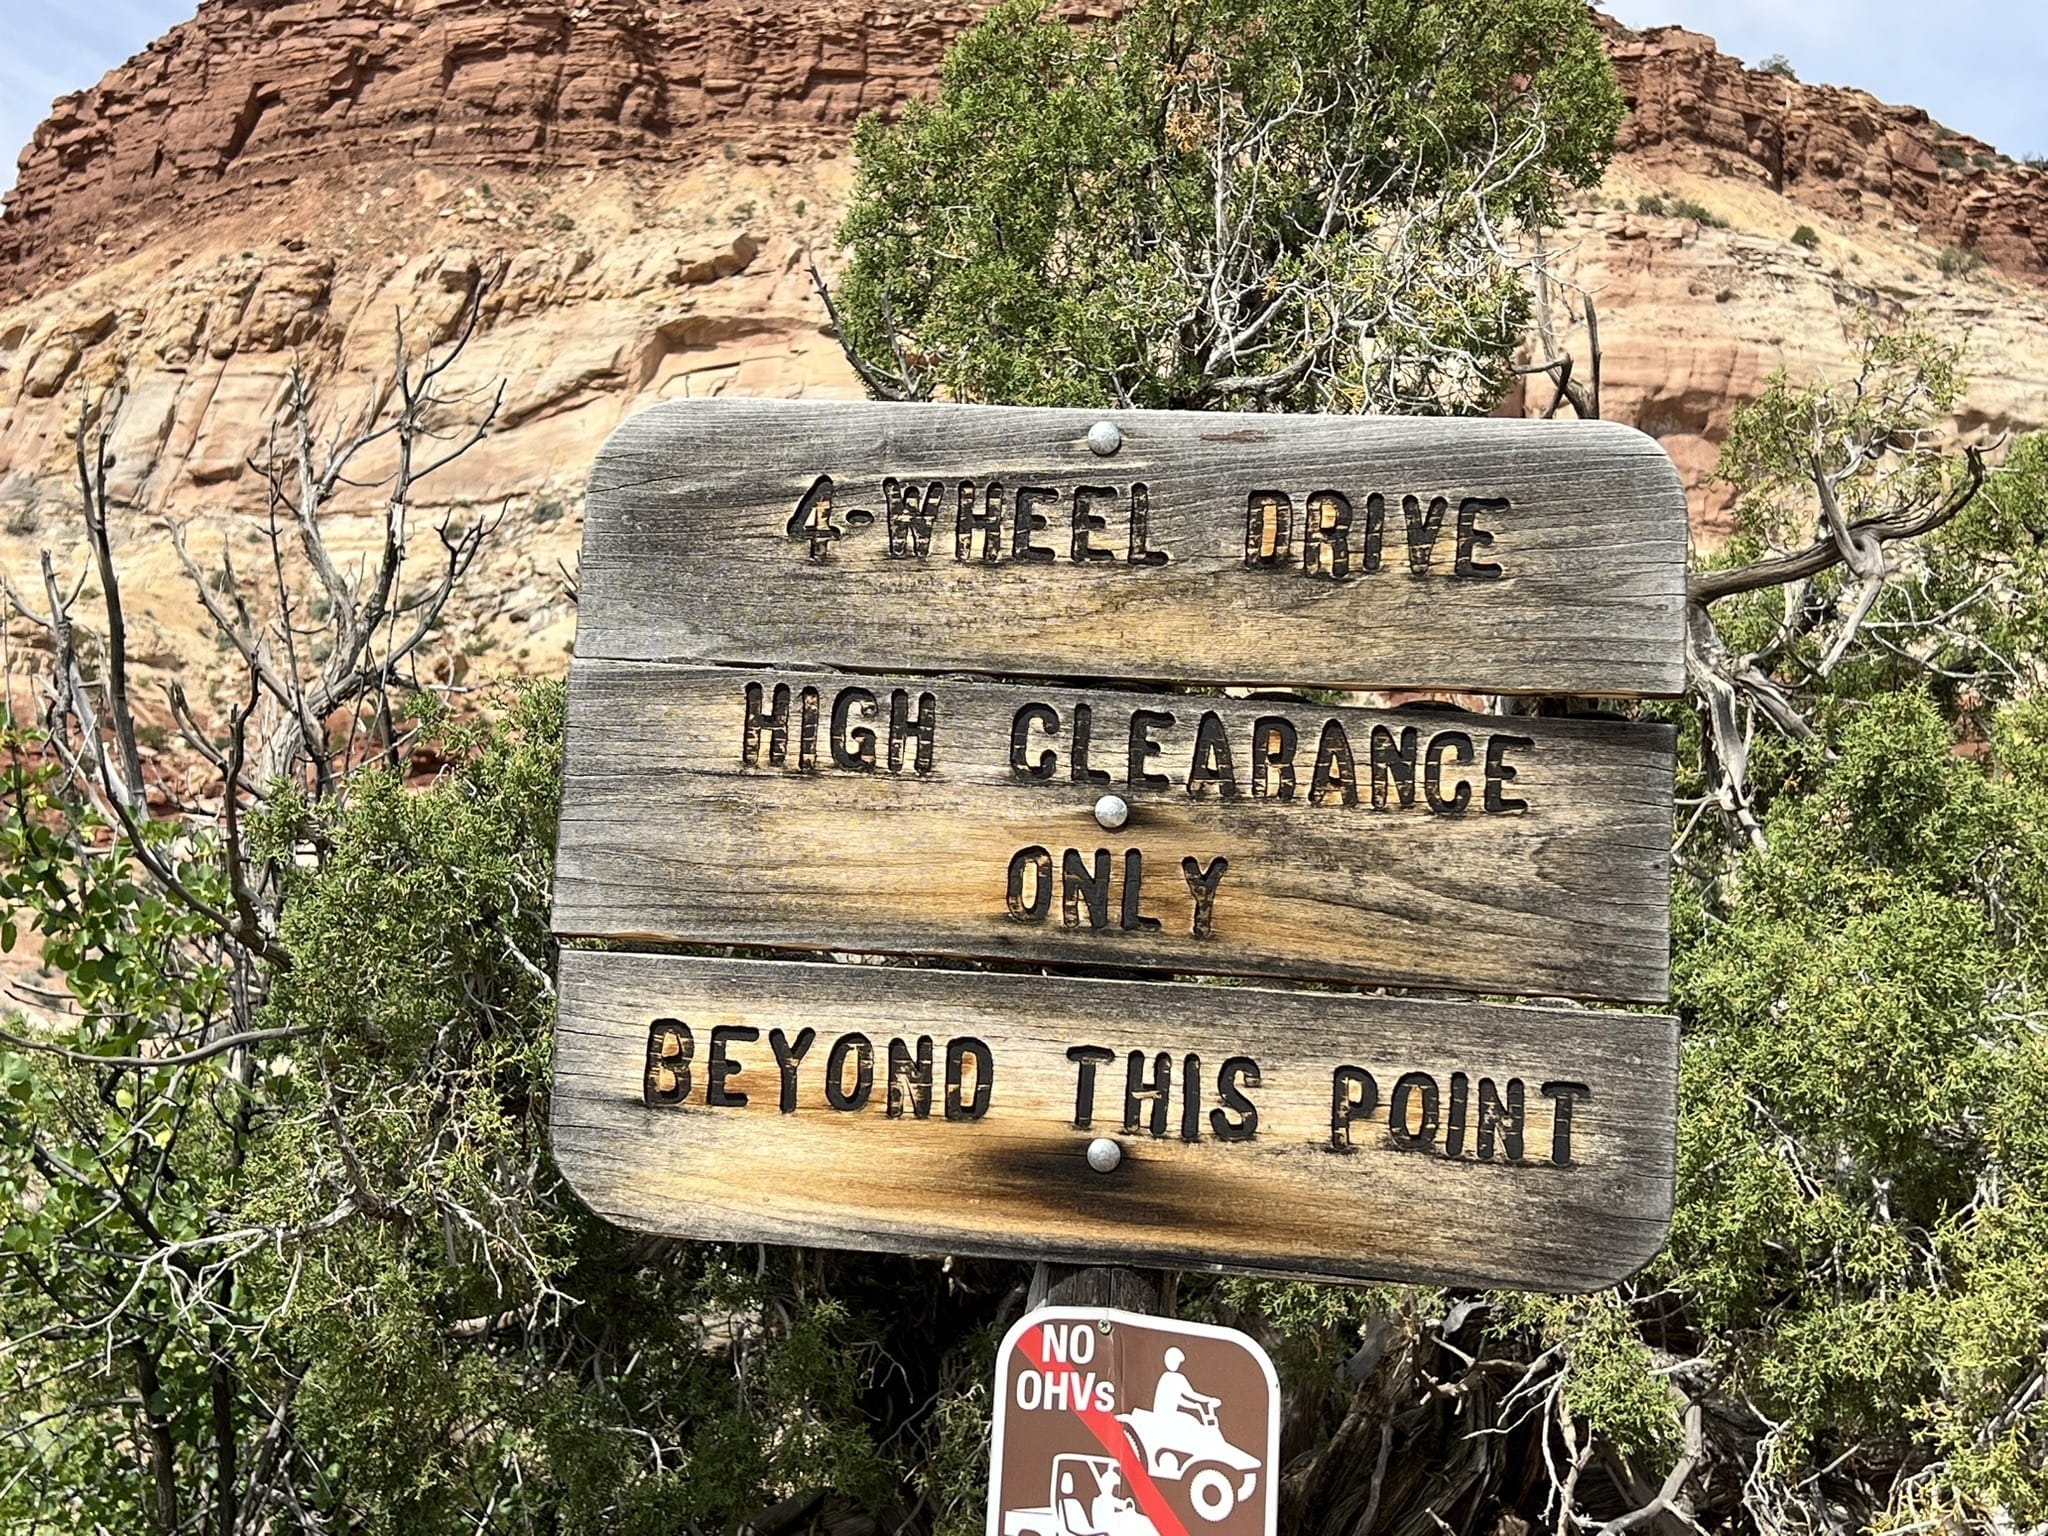 4-WHEEL DRIVE
HIGH CLEARANCE
ONLY
BEYOND THIS POINT
NO
OHVs